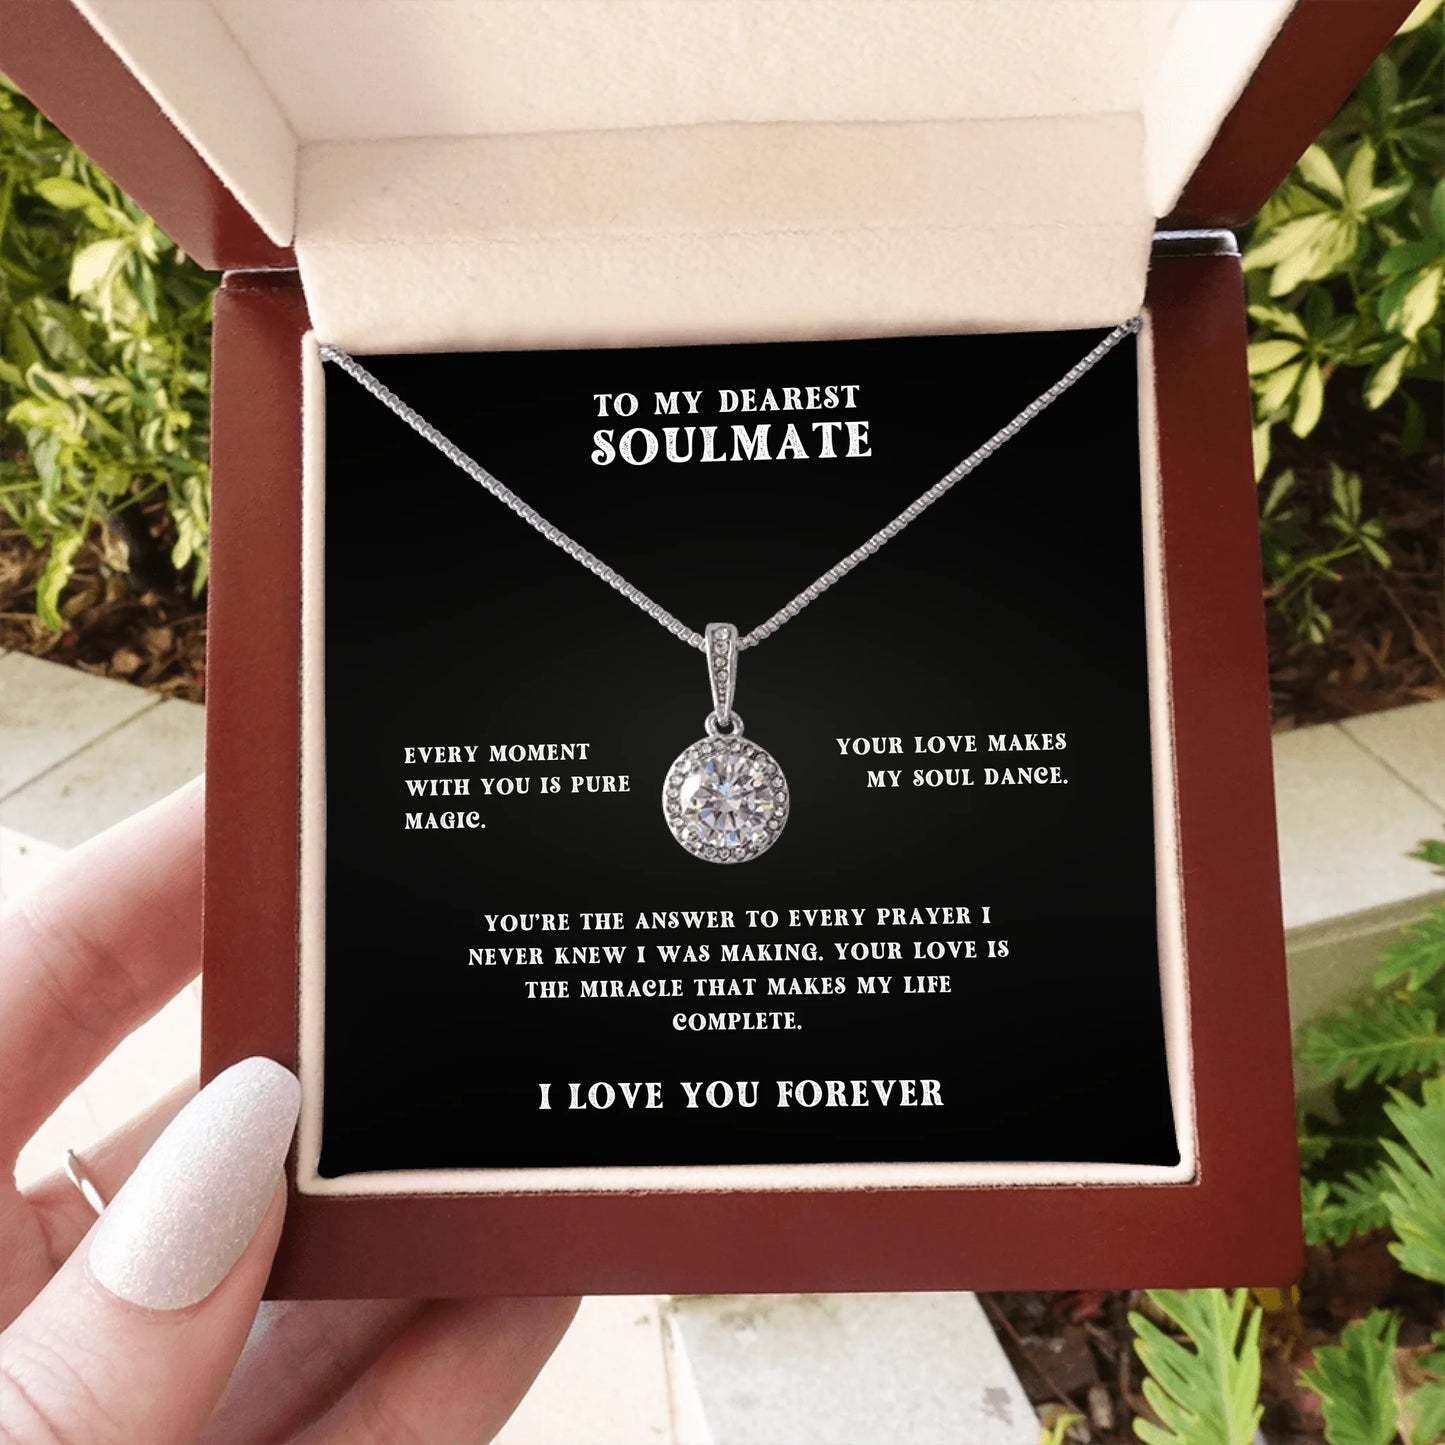 TO MY DEAREST
SOULMATE
EVERY MOMENT
WITH YOU IS PURE
MAGIC.
YOUR LOVE MAKES
MY SOUL DANCE.
YOU'RE THE ANSWER TO EVERY PRAYER I
NEVER KNEW I WAS MAKING. YOUR LOVE IS
THE MIRACLE THAT MAKES MY LIFE
COMPLETE.
I LOVE YOU FOREVER